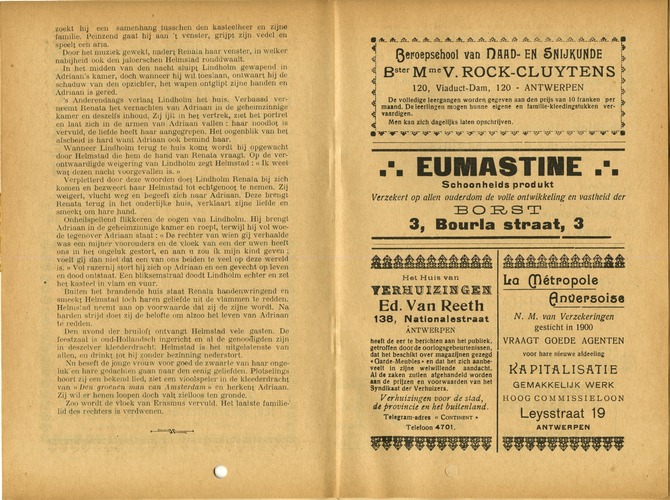 zoekt hij een samenhang tusschen den kasteelheer en zijne
familie. Peinzend gaat hij aan 't venster, grijpt zijn vedel en
speelt een aria.
Door het muziek gewekt, nadert Renata haar venster, in welker
nabijheid ook den jaloerschen Helmstad ronddwaalt.
In het midden van den nacht sluipt Lindholm gewapend in
Adriaan's kamer, doch wanneer hij wil toeslaan, ontwaart hij de
schaduw van den opzichter, het wapen ontglipt zijne handen en
Adriaan is gered.
's Anderendaags verlaat Lindholm het huis. Verbaasd ver-
neemt Renata het vernachten van Adriaan in de geheimzinnige
kamer en deszelfs inhoud. Zij ijlt in het vertrek, ziet het portret
en laat zich in de armen van Adriaan vallen : haar noodlot is
vervuld, de liefde heeft haar aangegrepen. Het oogenblik van het
afscheid is hard want Adriaan ook bemind haar.
Wanneer Lindholm terug te huis komt wordt hij opgewacht
door Helmstad die hem de hand van Renata vraagt. Op de ver-
ontwaardigde weigering van Lindholm zegt Helmstad : « Ik weet
wat dezen nacht voorgevallen is. »
Verpletterd door deze woorden doet Lindholm Renata bij zich
komen en bezweert haar Helmstad tot echtgenoot te nemen. Zij
weigert, vlucht weg en begeeft zich naar Adriaan. Deze brengt
Renata terug in het ouderlijke huis, verklaart zijne liefde en
smeekt om hare hand.
Onheilspellend flikkeren de oogen van Lindholm. Hij brengt
Adriaan in de geheimzinnige kamer en roept, terwijl hij vol woe-
de tegenover Adriaan staat : « De rechter van wien gij verhaalde
was een mijner voorouders en de vloek van een der uwen heeft
ons in het ongeluk gestort, en aan u zou ik mijn kind geven;
voelt gij dan niet dat een van ons beiden te veel op deze wereld
is. » Vol razernij stort hij zich op Adriaan en een gevecht op leven
en dood ontstaat. Een bliksemstraal doodt Lindholm echter en zet
het kasteel in vlam en vuur.
Buiten het brandende huis staat Renata handenwringend en
smeekt Helmstad toch haren geliefde uit de vlammen te redden.
Helmstad neemt aan op voorwaarde dat zij de zijne wordt. Na
harden strijd doet zij de belofte om alzoo het leven van Adriaan
te redden.
Den avond der bruiloft ontvangt Helmstad vele gasten. De
feestzaal is oud-Hollandsch ingericht en al de genoodigden zijn
in deszelver kleederdracht. Helmstad is het uitgelatenste van
allen, en drinkt tot hij zonder bezinning nederstort.
Nu heeft de jonge vrouw voor goed de zwaarte van haar onge-
luk en hare gedachten gaan naar den eenig geliefden. Plotselings
hoort zij een bekend lied, ziet een vioolspeler in de kleederdracht
van « Den grooten man van Amsterdam » en herkent Adriaan.
Zij wil er henen loopen doch valt zielloos ten gronde.
Zoo wordt de vloek van Erasmus vervuld. Het laatste familie-
lid des rechters is verdwenen.
Beroepschool van NAAD- EN SNIJKUNDE
Bster Mme V. ROCK-CLUYTENS
120, Viaduct-Dam, 120 - ANTWERPEN
De volledige leergangen worden gegeven aan den prijs van 10 franken per
maand. De leerlingen mogen hunne eigene en familie-kleedingstukken ver-
vaardigen.
Men kan zich dagelijks laten opschrijven.
EUMASTINE
Schoonheids produkt
Verzekert op allen ouderdom de volle ontwikkeling en vastheid der
BORST
3, Bourla straat, 3
Het Huis van
VERHUIZINGEN
Ed. Van Reeth
138, Nationalestraat
ANTWERPEN
heeft de eer te berichten aan het publiek,
getroffen door de oorlogsgebeurtenissen,
dat het beschikt over magazijnen gezegd
« Garde-Meubles » en dat het zich aanbe-
veelt in zijne welwillende aandacht.
Al de zaken zullen afgehandeld worden
aan de prijzen en voorwaarden van het
Syndikaat der Verhuizers.
Verhuizingen voor de stad,
de provincie en het buitenland.
Telegram-adres « CONTINENT »
Teleloon 4701.
La Métropole
Anversoise
N. M. van Verzekeringen
gesticht in 1900
VRAAGT GOEDE AGENTEN
voor hare nieuwe afdeeling
KAPITALISATIE
GEMAKKELIJK WERK
HOOG COMMISSIELOON
Leysstraat 19
ANTWERPEN